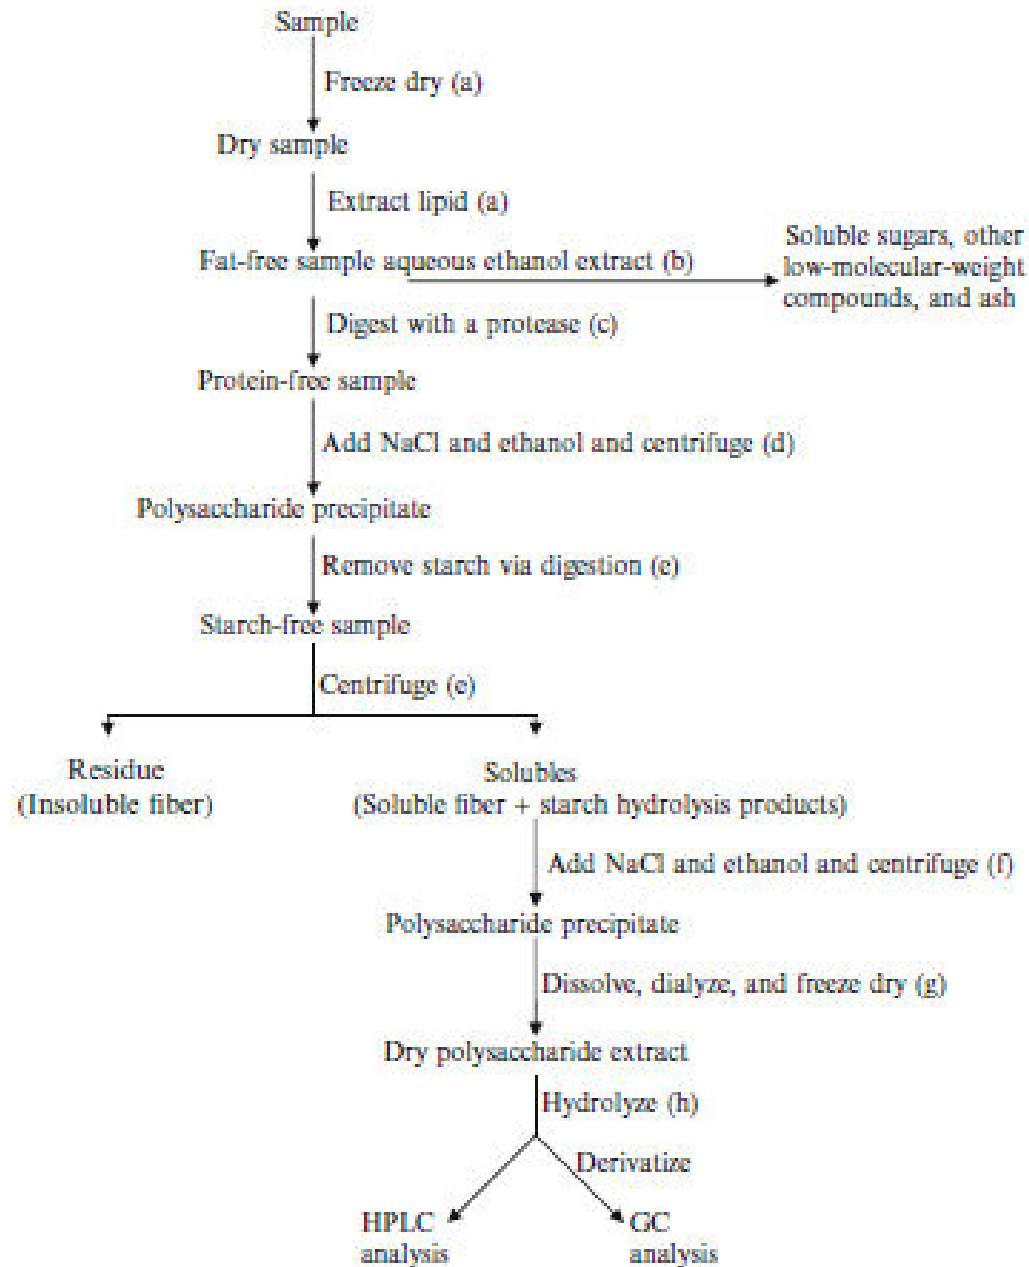 Sample
Freeze dry (a)
Dry sample
Extract lipid (a)
Fat-free sample aqueous ethanol extract (b)
Soluble sugars, other
low-molecular-weight
compounds, and ash
Digest with a protease (c)
Protein-free sample
Add NaCl and ethanol and centrifuge (d)
Polysaccharide precipitate
Remove starch via digestion (e)
Starch-free sample
Centrifuge (e)
Residue
(Insoluble fiber)
Solubles
(Soluble fiber + starch hydrolysis products)
Add NaCl and ethanol and centrifuge (f)
Polysaccharide precipitate
Dissolve, dialyze, and freeze dry (g)
Dry polysaccharide extract
Hydrolyze (h)
Derivatize
HPLC
analysis
GC
analysis